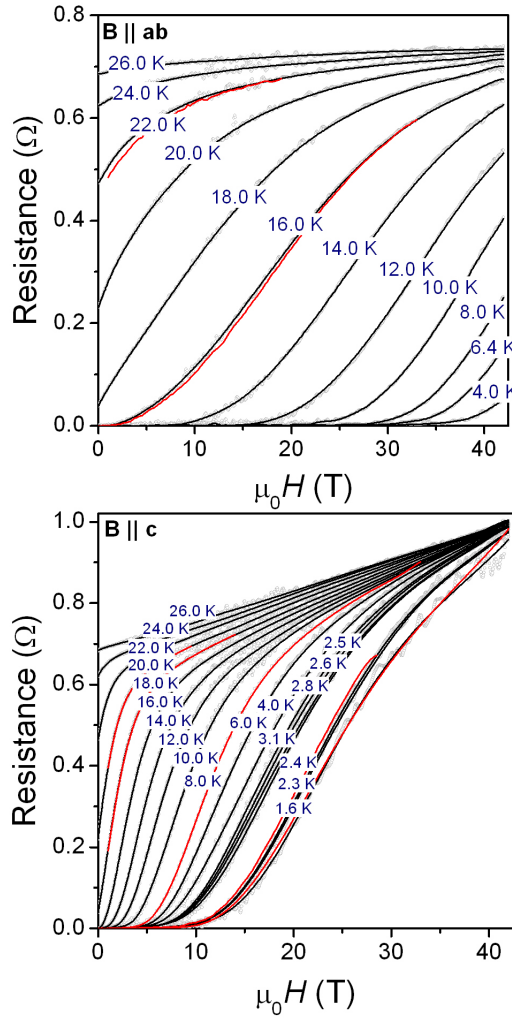 B || ab
0.8
0.6
0.4
0.2
0.0
Resistance (Ω)
26.0 K
24.0 K
22.0 K
20.0 K
18.0 K
16.0 K
14.0 K
12.0 K
10.0 K
8.0 K
6.4 K
4.0 K
0 10 20 30 40
μ₀H (T)
B || c
1.0
0.8
0.6
0.4
0.2
0.0
Resistance (Ω)
26.0 K
24.0 K
22.0 K
20.0 K
18.0 K
16.0 K
14.0 K
12.0 K
10.0 K
8.0 K
6.0 K
4.0 K
3.1 K
2.5 K
2.6 K
2.8 K
2.4 K
2.3 K
1.6 K
0 10 20 30 40
μ₀H (T)